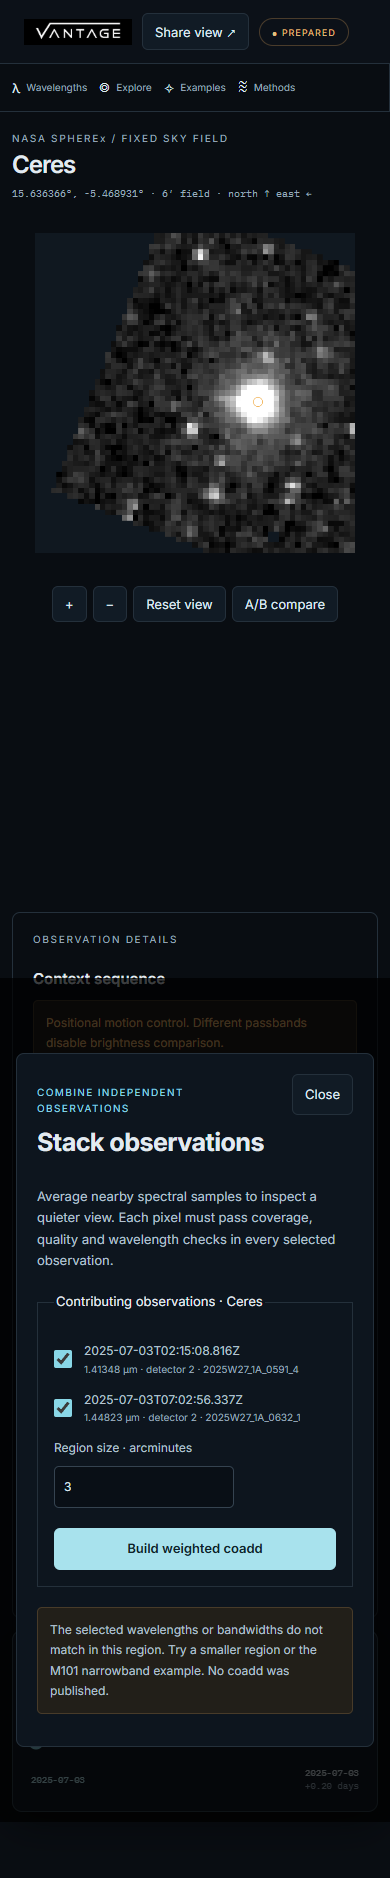 VANTAGE
Share view ↗
● PREPARED
λ Wavelengths
Explore
Examples
Methods
NASA SPHEREx / FIXED SKY FIELD
Ceres
15.636366°, -5.468931° · 6′ field · north ↑ east ←
+
−
Reset view
A/B compare
OBSERVATION DETAILS
Context sequence
Positional motion control. Different passbands
disable brightness comparison.
COMBINE INDEPENDENT
OBSERVATIONS
Close
Stack observations
Average nearby spectral samples to inspect a
quieter view. Each pixel must pass coverage,
quality and wavelength checks in every selected
observation.
Contributing observations · Ceres
2025-07-03T02:15:08.816Z
1.41348 μm · detector 2 · 2025W27_1A_0591_4
2025-07-03T07:02:56.337Z
1.44823 μm · detector 2 · 2025W27_1A_0632_1
Region size · arcminutes
3
Build weighted coadd
The selected wavelengths or bandwidths do not
match in this region. Try a smaller region or the
M101 narrowband example. No coadd was
published.
2025-07-03
2025-07-03
+0.20 days